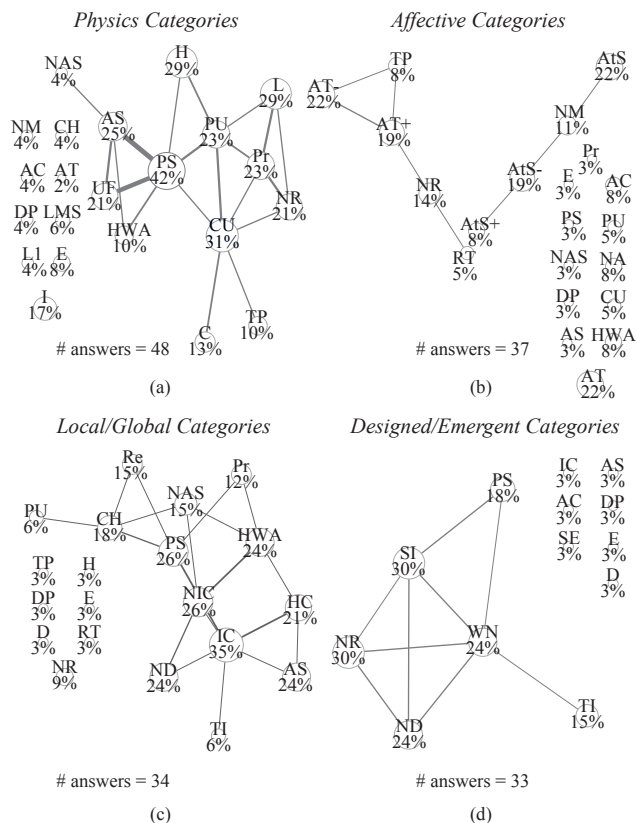 Physics Categories
H
29%
NAS
4%
L
29%
AS
25%
PU
23%
NM
4%
CH
4%
PS
42%
Pr
23%
AC
4%
AT
2%
UF
21%
NR
21%
DP
4%
LMS
6%
HWA
10%
CU
31%
L1
4%
E
8%
I
17%
C
13%
TP
10%
# answers = 48
(a)
Affective Categories
TP
8%
AtS
22%
AT-
22%
NM
11%
AT+
19%
Pr
3%
AtS-
19%
E
3%
AC
8%
NR
14%
AtS+
8%
PS
3%
PU
5%
RT
5%
NAS
3%
NA
8%
DP
3%
CU
5%
AS
3%
HWA
8%
AT
22%
# answers = 37
(b)
Local/Global Categories
Re
15%
Pr
12%
NAS
15%
PU
6%
CH
18%
PS
26%
HWA
24%
TP
3%
H
3%
NIC
26%
HC
21%
DP
3%
E
3%
IC
35%
D
3%
RT
3%
ND
24%
AS
24%
NR
9%
TI
6%
# answers = 34
(c)
Designed/Emergent Categories
PS
18%
IC
3%
AS
3%
AC
3%
DP
3%
SI
30%
SE
3%
E
3%
D
3%
NR
30%
WN
24%
ND
24%
TI
15%
# answers = 33
(d)